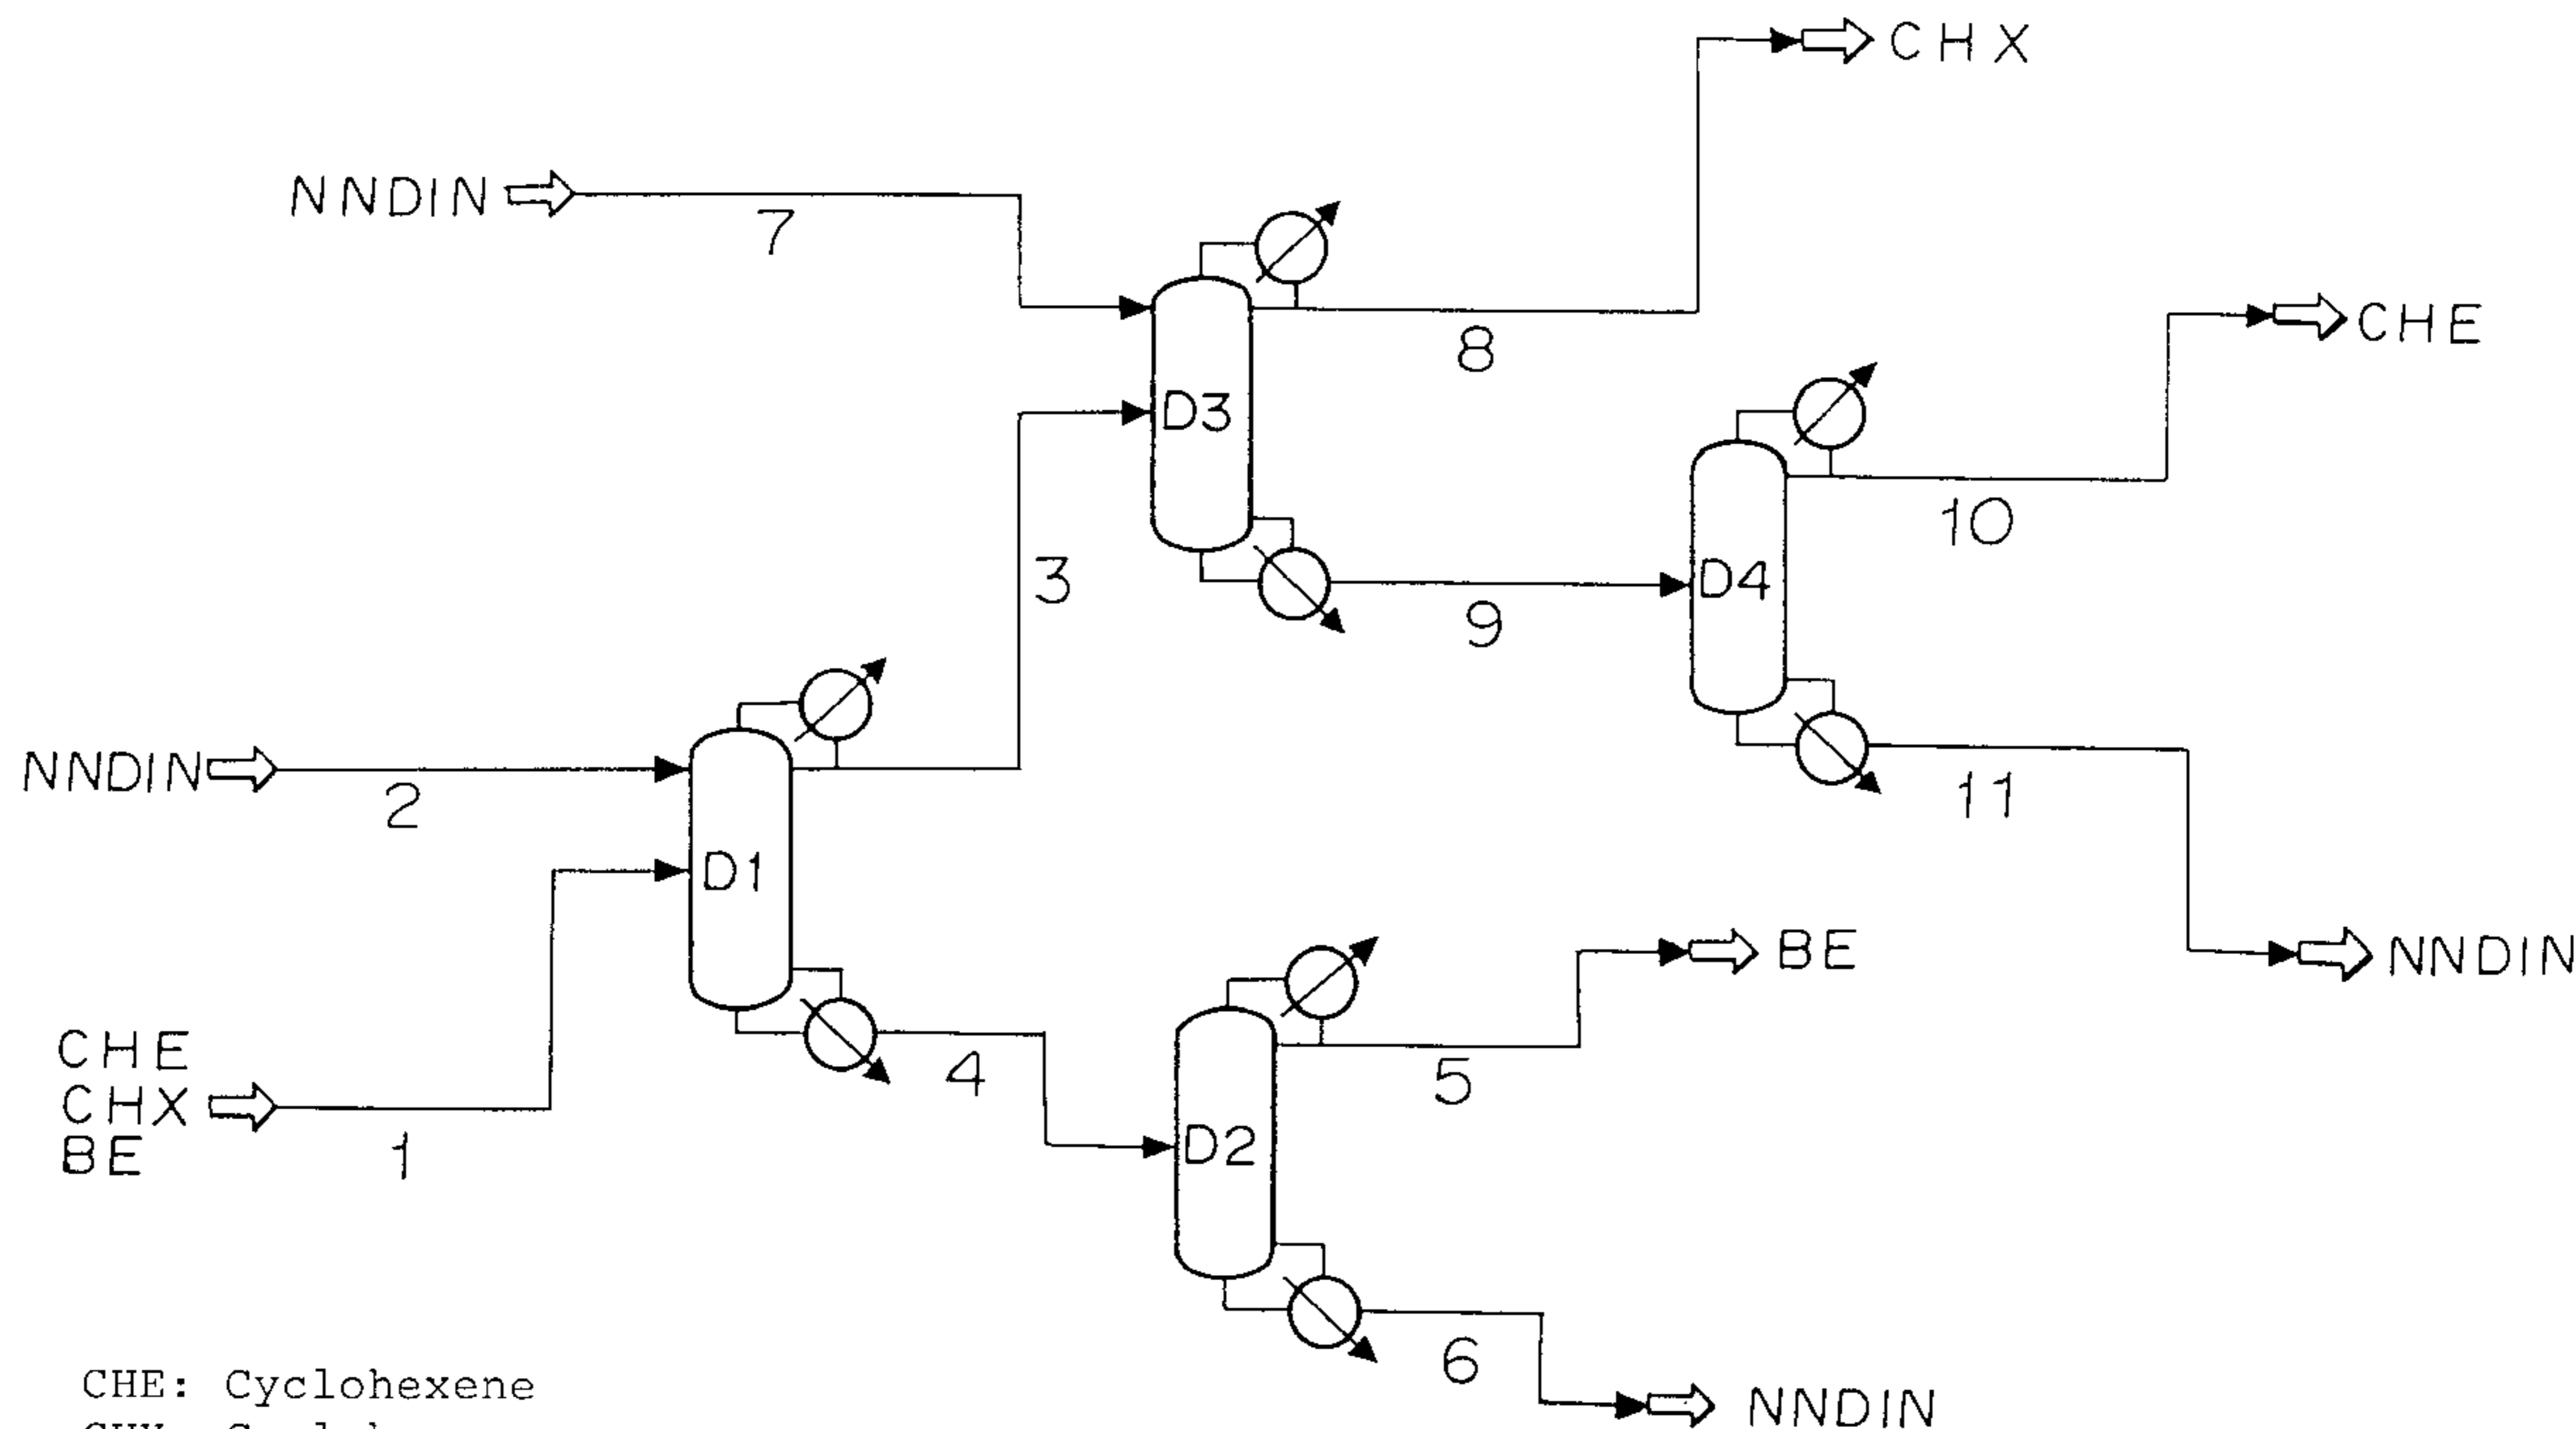 CHX
NNDIN
7
8
CHE
D3
10
3
D4
9
NNDIN
2
11
D1
BE
NNDIN
CHE
CHX
BE
1
4
5
D2
6
NNDIN
CHE: Cyclohexene